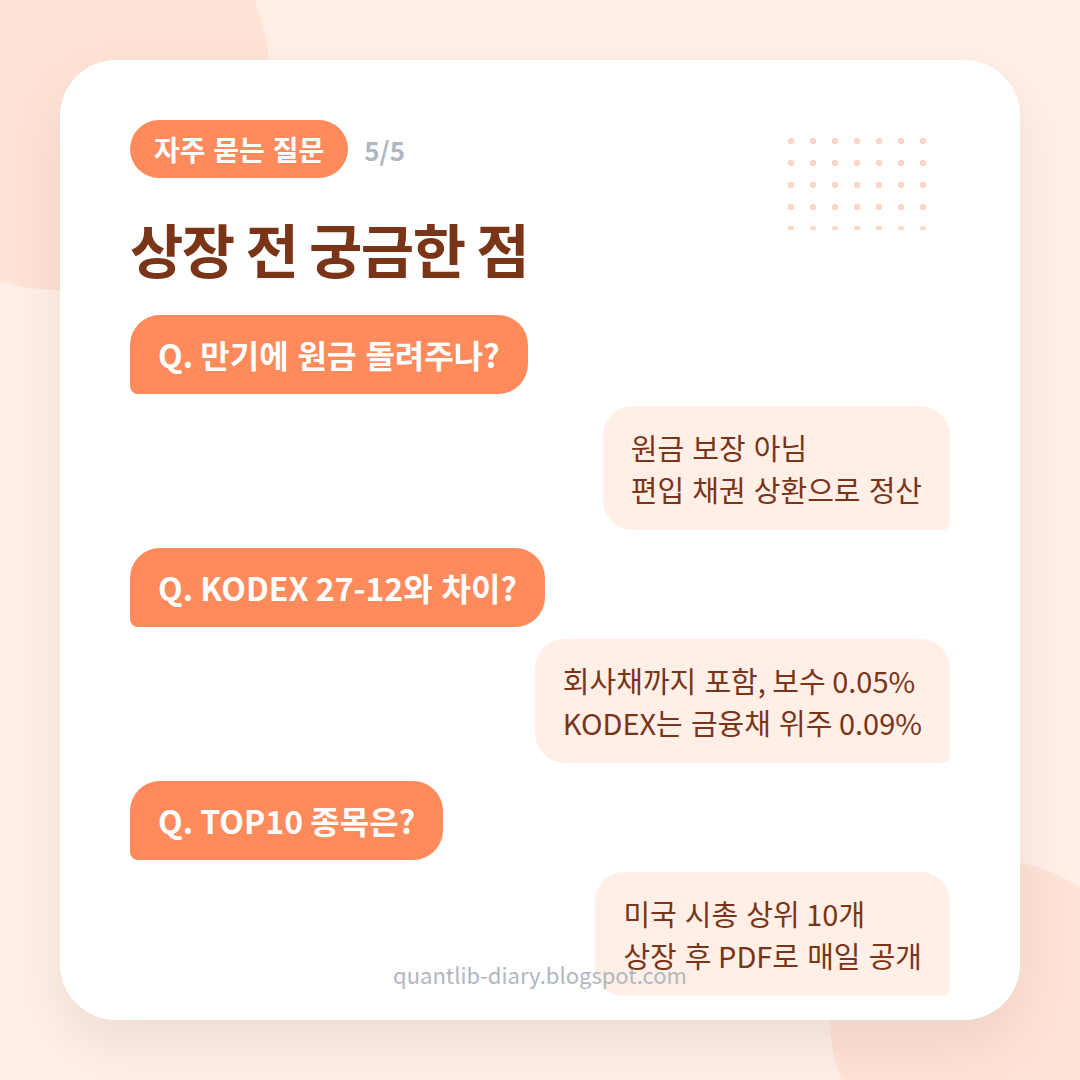 자주 묻는 질문 5/5
상장 전 궁금한 점
Q. 만기에 원금 돌려주나?
원금 보장 아님
편입 채권 상환으로 정산
Q. KODEX 27-12와 차이?
회사채까지 포함, 보수 0.05%
KODEX는 금융채 위주 0.09%
Q. TOP10 종목은?
미국 시총 상위 10개
상장 후 PDF로 매일 공개
quantlib-diary.blogspot.com